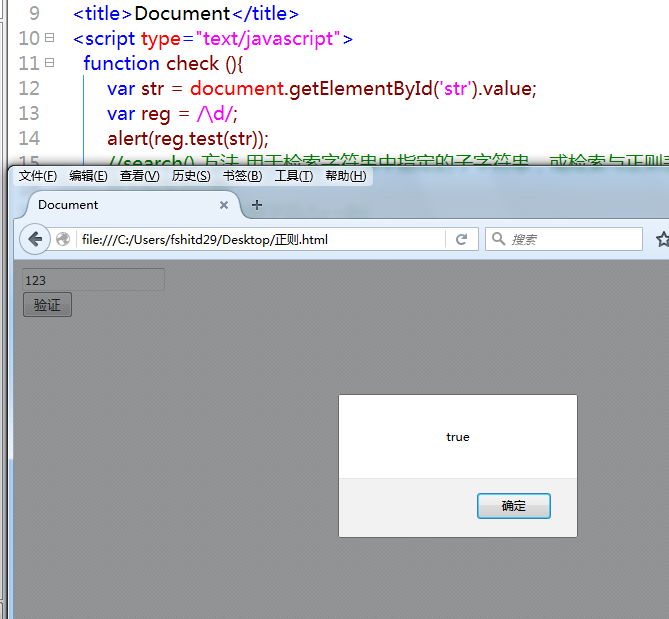 9 <title>Document</title>
10 <script type="text/javascript">
11 function check (){
12 var str = document.getElementById('str').value;
13 var reg = /\d/;
14 alert(reg.test(str));
15 //search() 方法 用于检索字符串中指定的子字符串，或检索与正则
文件(F) 编辑(E) 查看(V) 历史(S) 书签(B) 工具(T) 帮助(H)
Document
file:///C:/Users/fshitd29/Desktop/正则.html 搜索
123
验证
true
确定